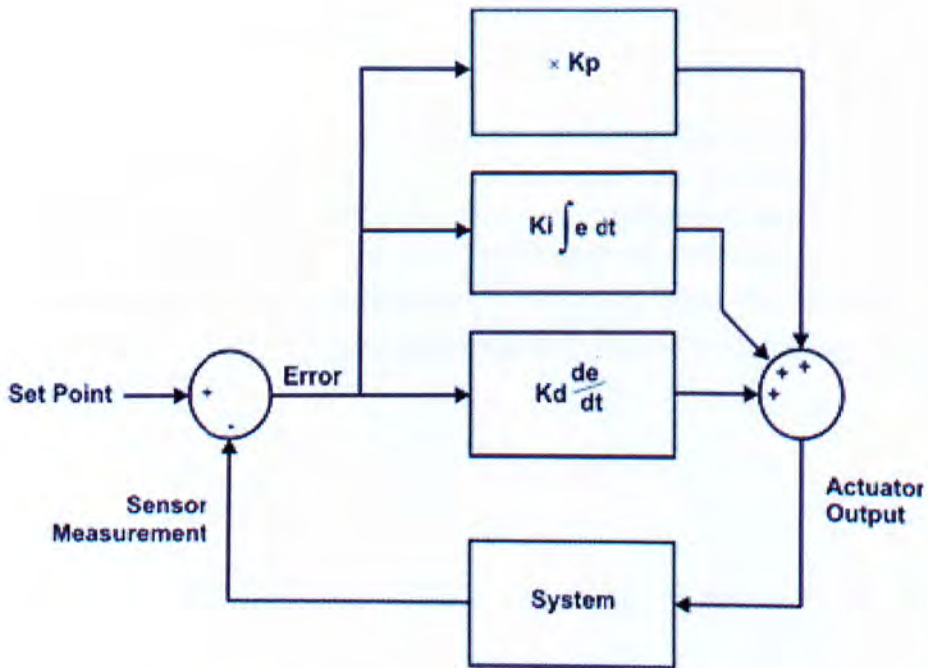 × Kp
Ki ∫ e dt
Set Point
+
-
Error
Kd de/dt
+ + +
Sensor
Measurement
Actuator
Output
System